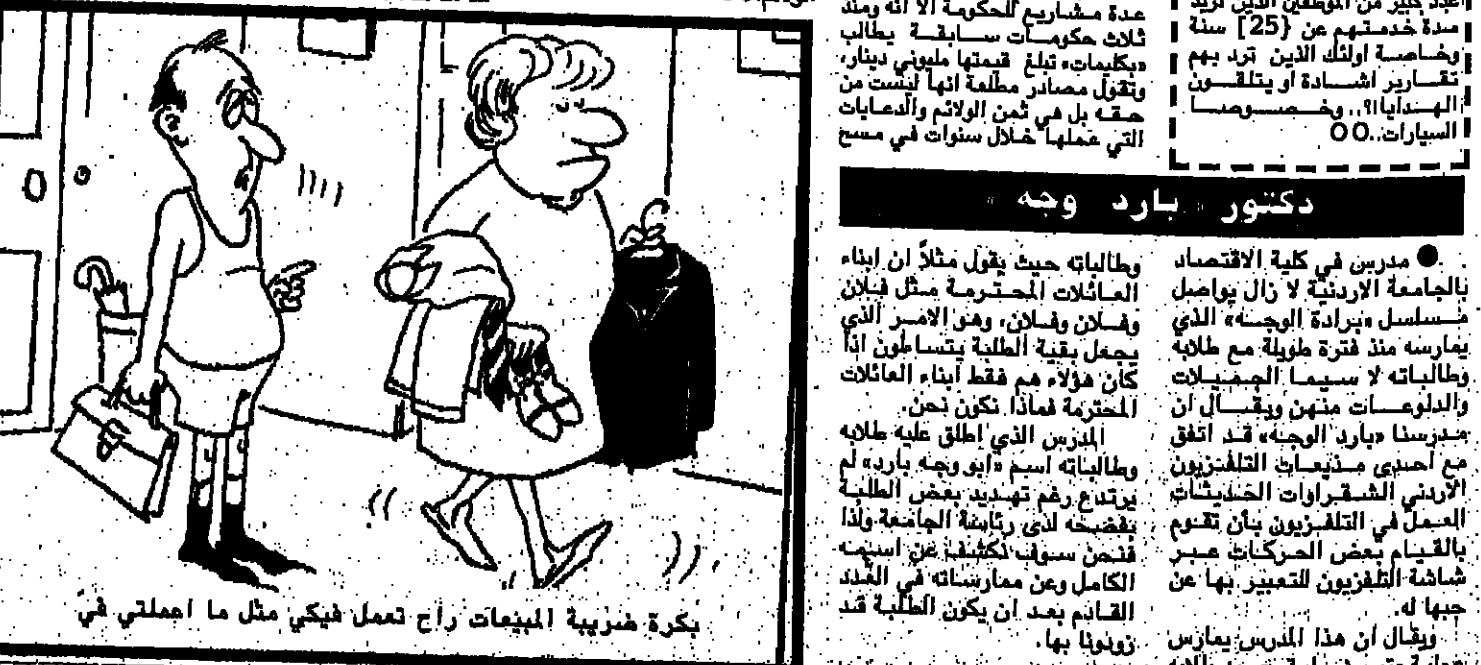 عدد كبير من الموظفين الذين تزيد
مدة خدمتهم عن {25] سنة
وخاصة اولئك الذين ترد بهم
تقارير اشادة او يتلقون
الهدايا!؟.. وخصوصا
السيارات..OO
عدة مشاريع للحكومة الا انه ومنذ
ثلاث حكومات سابقة يطالب
«بكليمات» تبلغ قيمتها مليوني دينار،
وتقول مصادر مطلعة انها ليست من
حقه بل هي ثمن الولائم والدعايات
التي عملها خلال سنوات في مسح
دكتور بارد وجه
● مدرس في كلية الاقتصاد
بالجامعة الاردنية لا زال يواصل
مسلسل «برادة الوجه» الذي
يمارسه منذ فترة طويلة مع طلابه
وطالباته لا سيما الجميلات
والدلوعات منهن ويقال ان
مدرسنا «بارد الوجه» قد اتفق
مع احدى مذيعات التلفزيون
الاردني الشقراوات الحديثات
العمل في التلفزيون بأن تقوم
بالقيام بعض الحركات عبر
شاشة التلفزيون للتعبير بها عن
حبها له.
ويقال ان هذا المدرس يمارس
وطالباته حيث يقول مثلاً ان ابناء
العائلات المحترمة مثل فلان
وفلان وفلان، وهو الامر الذي
يجعل بقية الطلبة يتساءلون اذا
كان هؤلاء هم فقط ابناء العائلات
المحترمة فماذا نكون نحن.
المدرس الذي اطلق عليه طلابه
وطالباته اسم «ابو وجه بارد» لم
يرتدع رغم تهديد بعض الطلبة
بفضحه لدى رئاسة الجامعة ولذا
فنحن سوف نكشف عن اسمه
الكامل وعن ممارساته في العدد
القادم بعد ان يكون الطلبة قد
زودونا بها.
بكرة ضريبة المبيعات راح تعمل فيكي مثل ما اعملتي فيّ